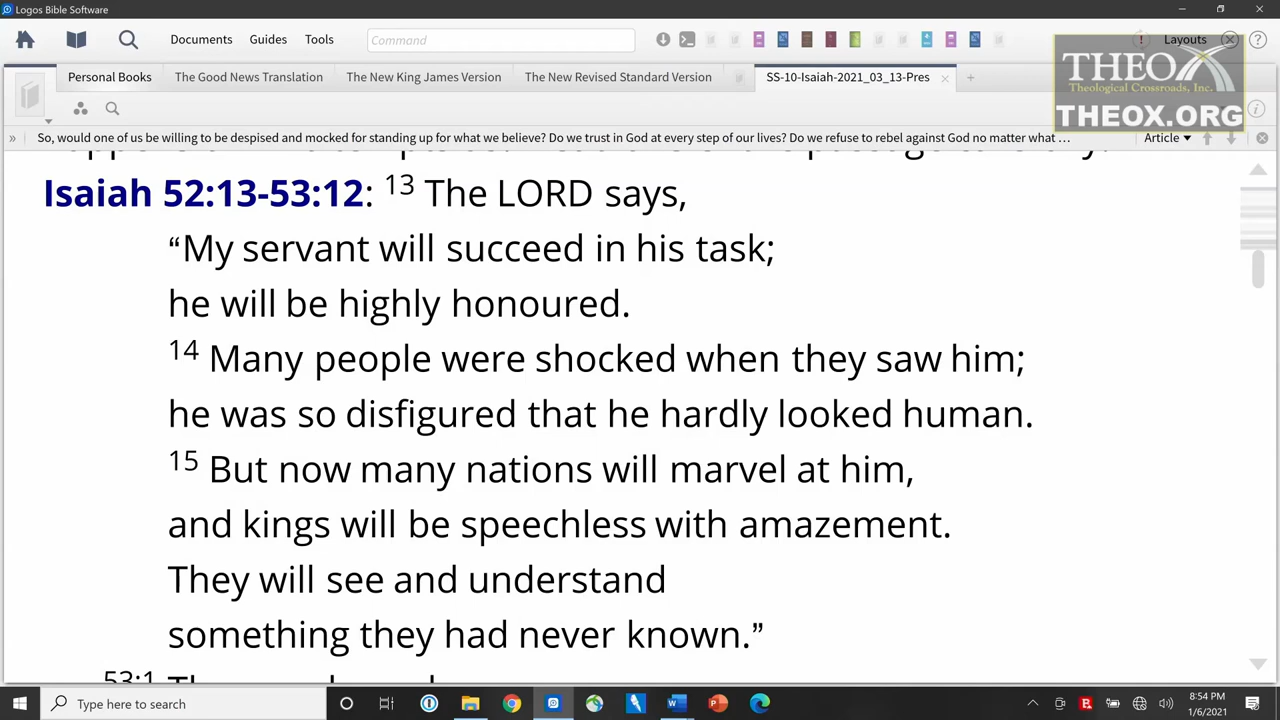 Logos Bible Software
Documents Guides Tools Command Layouts
Personal Books The Good News Translation The New King James Version The New Revised Standard Version SS-10-Isaiah-2021_03_13-Pres
THEOX
Theological Crossroads, Inc.
THEOX.ORG
» So, would one of us be willing to be despised and mocked for standing up for what we believe? Do we trust in God at every step of our lives? Do we refuse to rebel against God no matter what ... Article
Isaiah 52:13-53:12: 13 The LORD says,
“My servant will succeed in his task;
he will be highly honoured.
14 Many people were shocked when they saw him;
he was so disfigured that he hardly looked human.
15 But now many nations will marvel at him,
and kings will be speechless with amazement.
They will see and understand
something they had never known.”
53:1
Type here to search
8:54 PM
1/6/2021